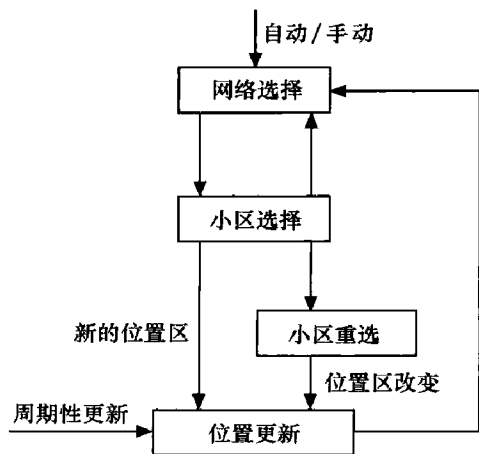 自动/手动
网络选择
小区选择
新的位置区
小区重选
位置区改变
周期性更新
位置更新